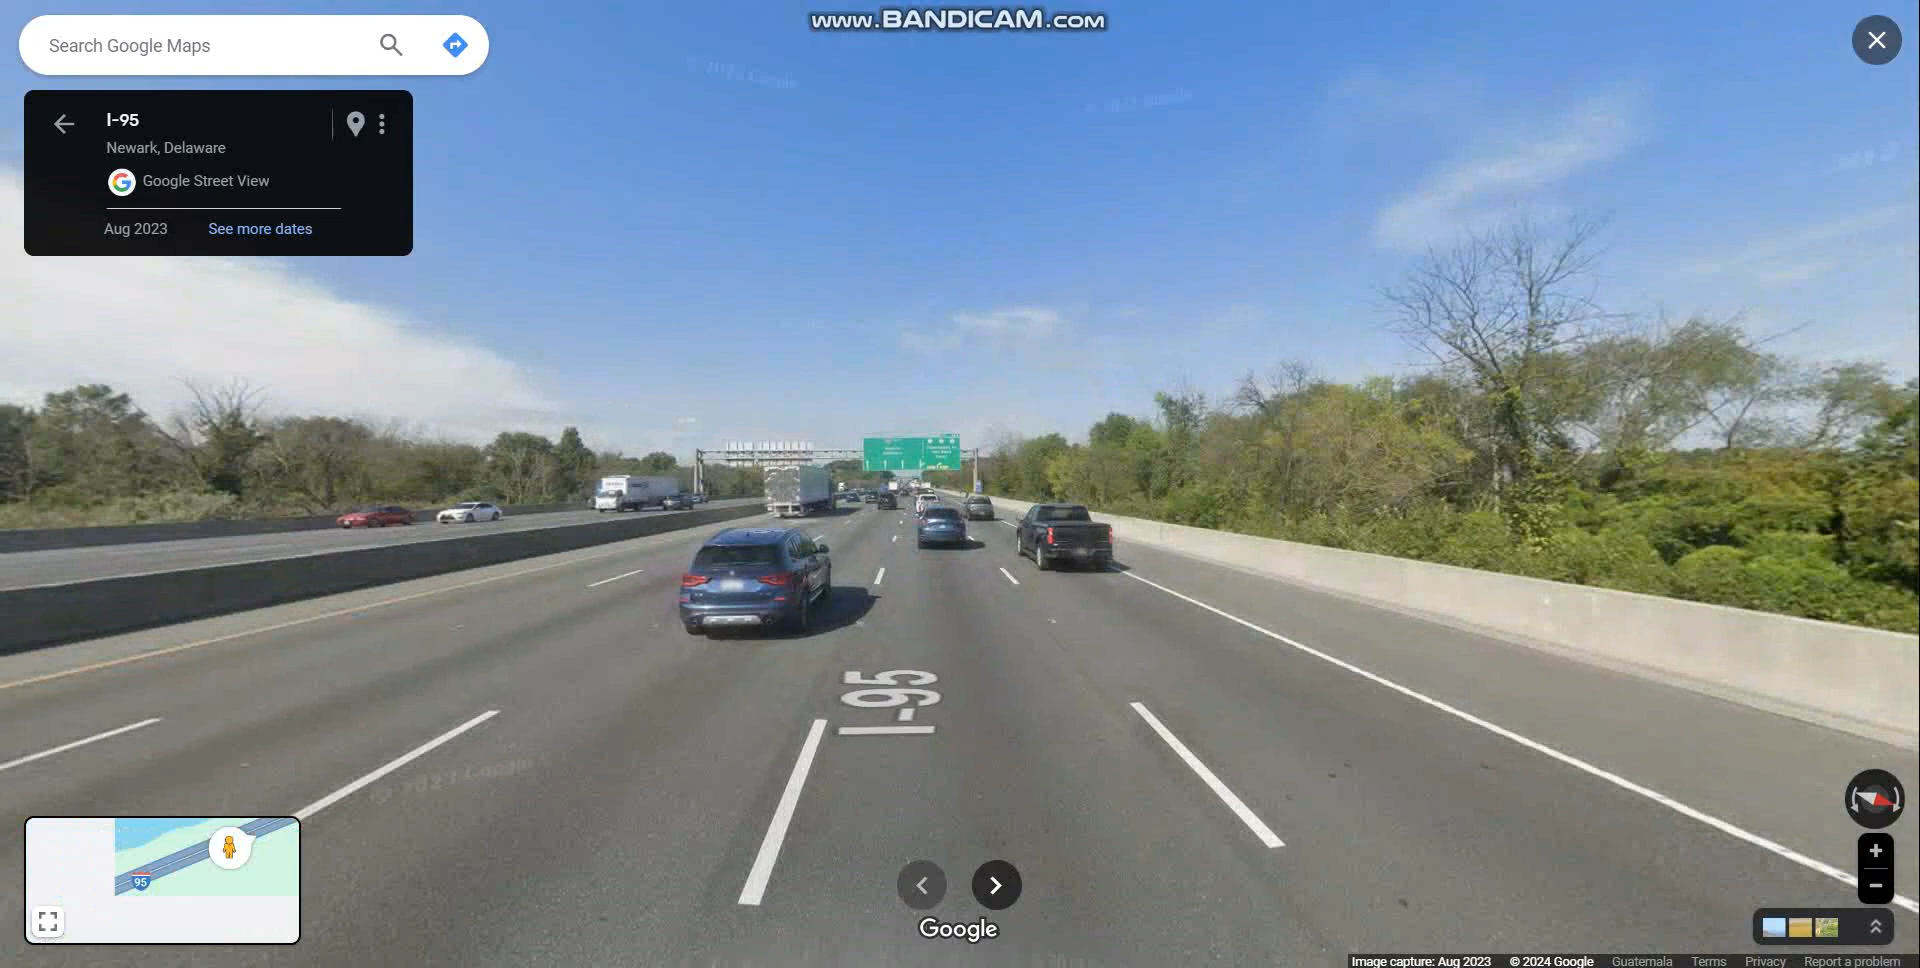 www.BANDICAM.com
Search Google Maps
I-95
Newark, Delaware
Google Street View
Aug 2023
See more dates
I-95
95
Google
Image capture: Aug 2023 © 2024 Google Guatemala Terms Privacy Report a problem